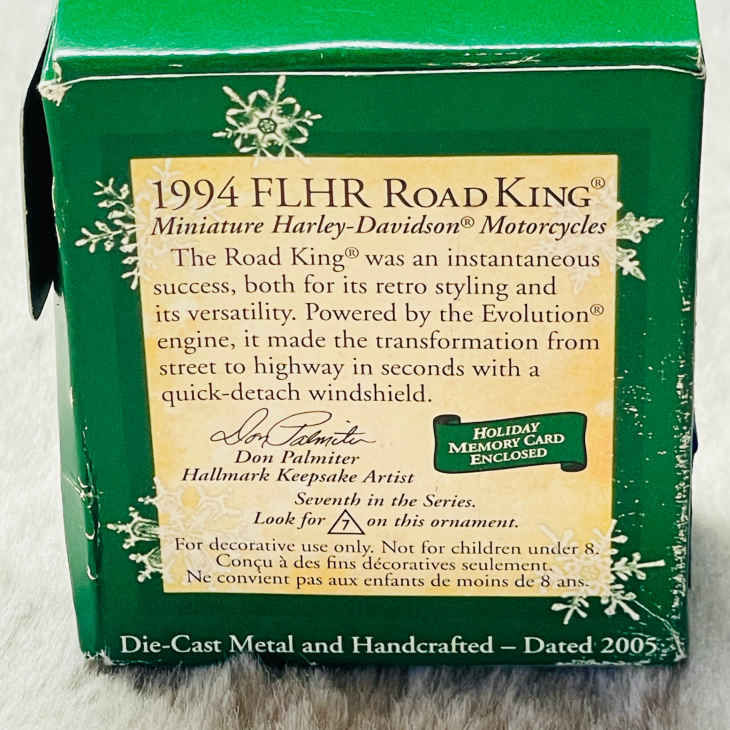 1994 FLHR ROAD KING®
Miniature Harley-Davidson® Motorcycles
The Road King® was an instantaneous
success, both for its retro styling and
its versatility. Powered by the Evolution®
engine, it made the transformation from
street to highway in seconds with a
quick-detach windshield.
Don Palmiter
Don Palmiter
Hallmark Keepsake Artist
HOLIDAY
MEMORY CARD
ENCLOSED
Seventh in the Series.
Look for 7 on this ornament.
For decorative use only. Not for children under 8.
Conçu à des fins décoratives seulement.
Ne convient pas aux enfants de moins de 8 ans.
Die-Cast Metal and Handcrafted – Dated 2005